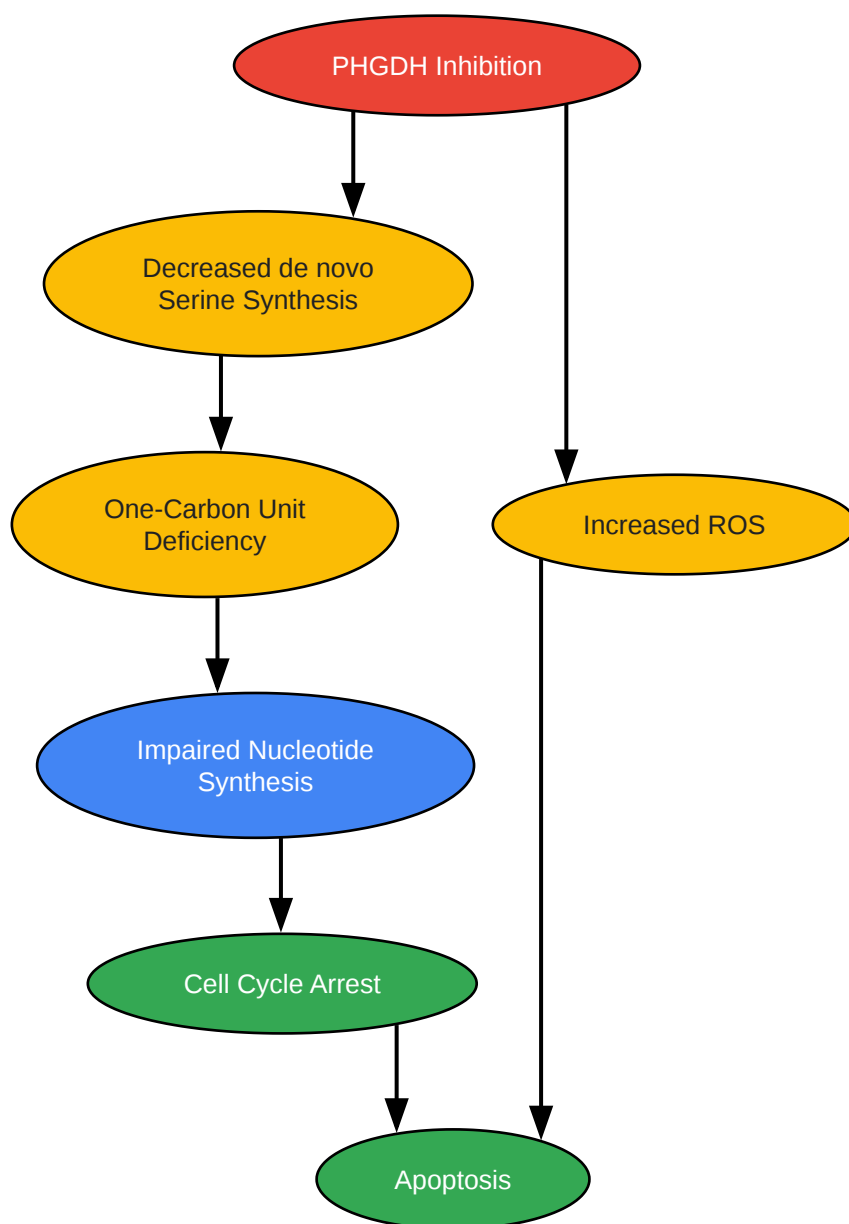 PHGDH Inhibition
Decreased de novo
Serine Synthesis
One-Carbon Unit
Deficiency
Increased ROS
Impaired Nucleotide
Synthesis
Cell Cycle Arrest
Apoptosis